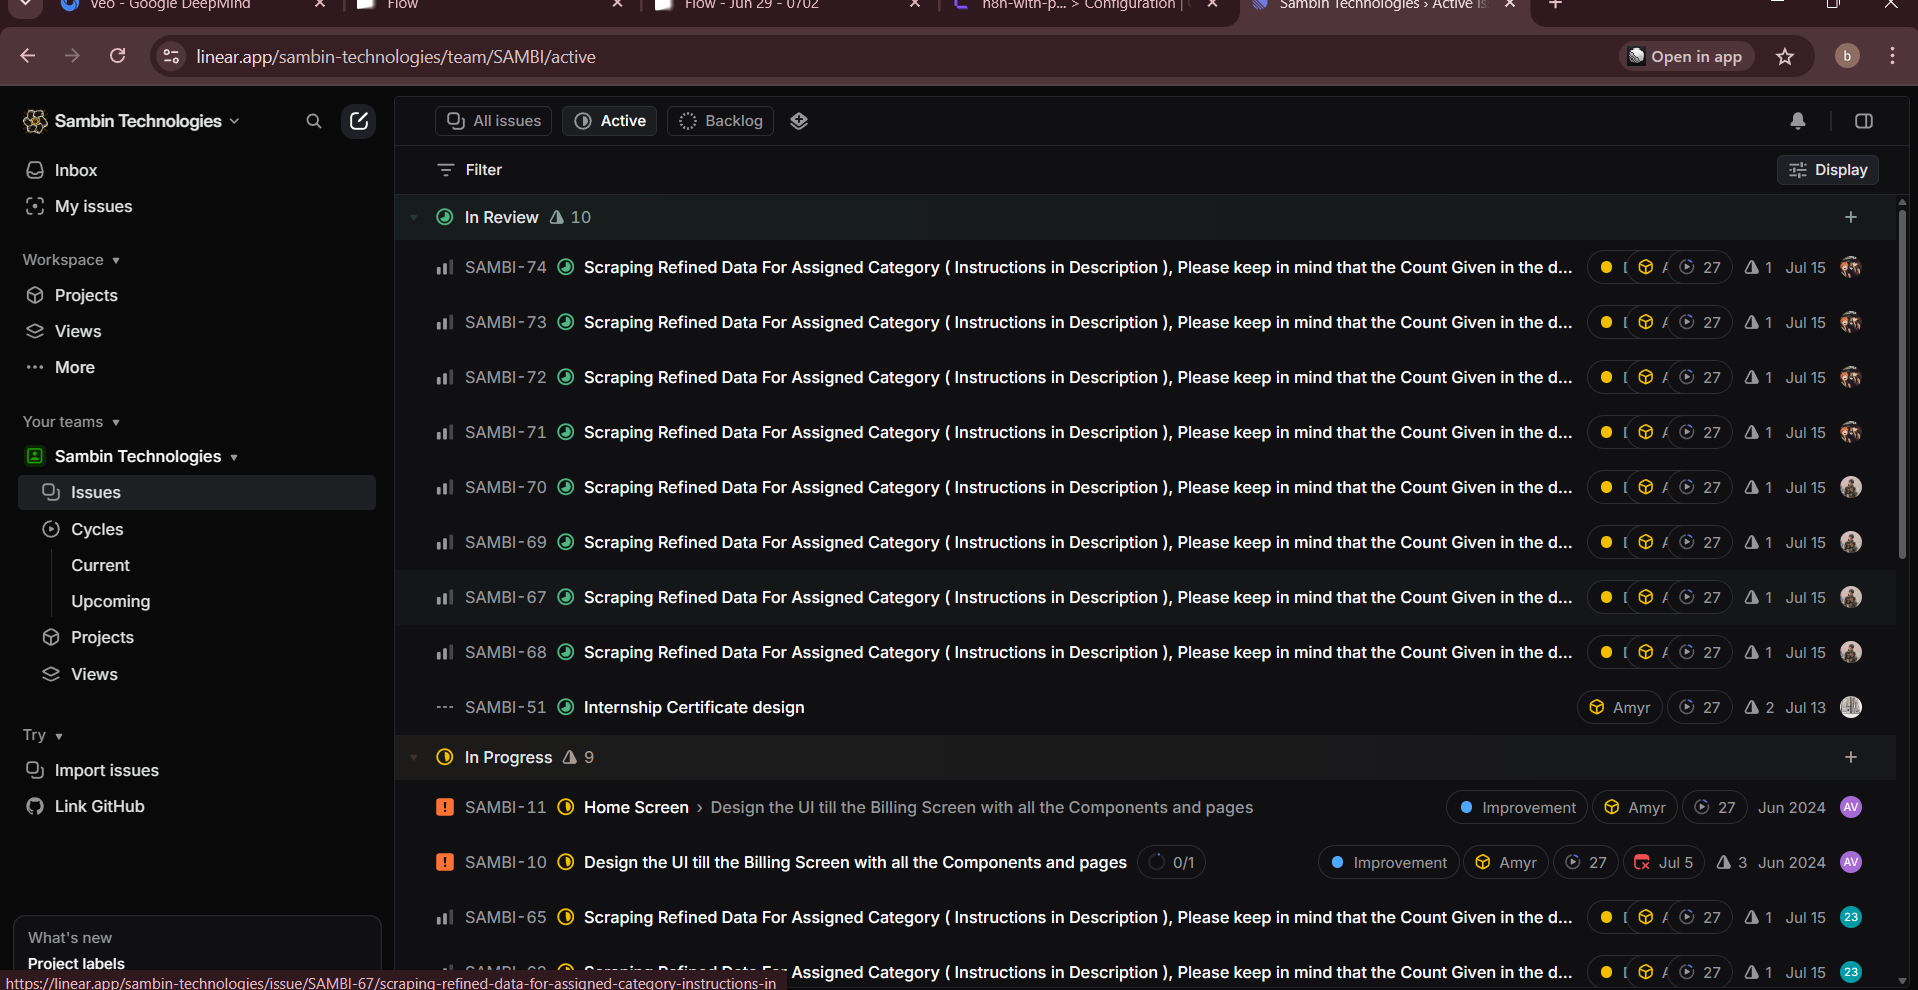 Veo - Google DeepMind
Flow
Flow - Jun 29 - 0702
n8n-with-p... > Configuration |
Sambin Technologies › Active Is
linear.app/sambin-technologies/team/SAMBI/active
Open in app
b
Sambin Technologies
Inbox
My issues
Workspace
Projects
Views
More
Your teams
Sambin Technologies
Issues
Cycles
Current
Upcoming
Projects
Views
Try
Import issues
Link GitHub
What's new
Project labels
https://linear.app/sambin-technologies/issue/SAMBI-67/scraping-refined-data-for-assigned-category-instructions-in
All issues Active Backlog
Filter Display
In Review 10
SAMBI-74 Scraping Refined Data For Assigned Category ( Instructions in Description ), Please keep in mind that the Count Given in the d... 27 1 Jul 15
SAMBI-73 Scraping Refined Data For Assigned Category ( Instructions in Description ), Please keep in mind that the Count Given in the d... 27 1 Jul 15
SAMBI-72 Scraping Refined Data For Assigned Category ( Instructions in Description ), Please keep in mind that the Count Given in the d... 27 1 Jul 15
SAMBI-71 Scraping Refined Data For Assigned Category ( Instructions in Description ), Please keep in mind that the Count Given in the d... 27 1 Jul 15
SAMBI-70 Scraping Refined Data For Assigned Category ( Instructions in Description ), Please keep in mind that the Count Given in the d... 27 1 Jul 15
SAMBI-69 Scraping Refined Data For Assigned Category ( Instructions in Description ), Please keep in mind that the Count Given in the d... 27 1 Jul 15
SAMBI-67 Scraping Refined Data For Assigned Category ( Instructions in Description ), Please keep in mind that the Count Given in the d... 27 1 Jul 15
SAMBI-68 Scraping Refined Data For Assigned Category ( Instructions in Description ), Please keep in mind that the Count Given in the d... 27 1 Jul 15
SAMBI-51 Internship Certificate design Amyr 27 2 Jul 13
In Progress 9
SAMBI-11 Home Screen › Design the UI till the Billing Screen with all the Components and pages Improvement Amyr 27 Jun 2024 AV
SAMBI-10 Design the UI till the Billing Screen with all the Components and pages 0/1 Improvement Amyr 27 Jul 5 3 Jun 2024 AV
SAMBI-65 Scraping Refined Data For Assigned Category ( Instructions in Description ), Please keep in mind that the Count Given in the d... 27 1 Jul 15 23
Scraping Refined Data For Assigned Category ( Instructions in Description ), Please keep in mind that the Count Given in the d... 27 1 Jul 15 23